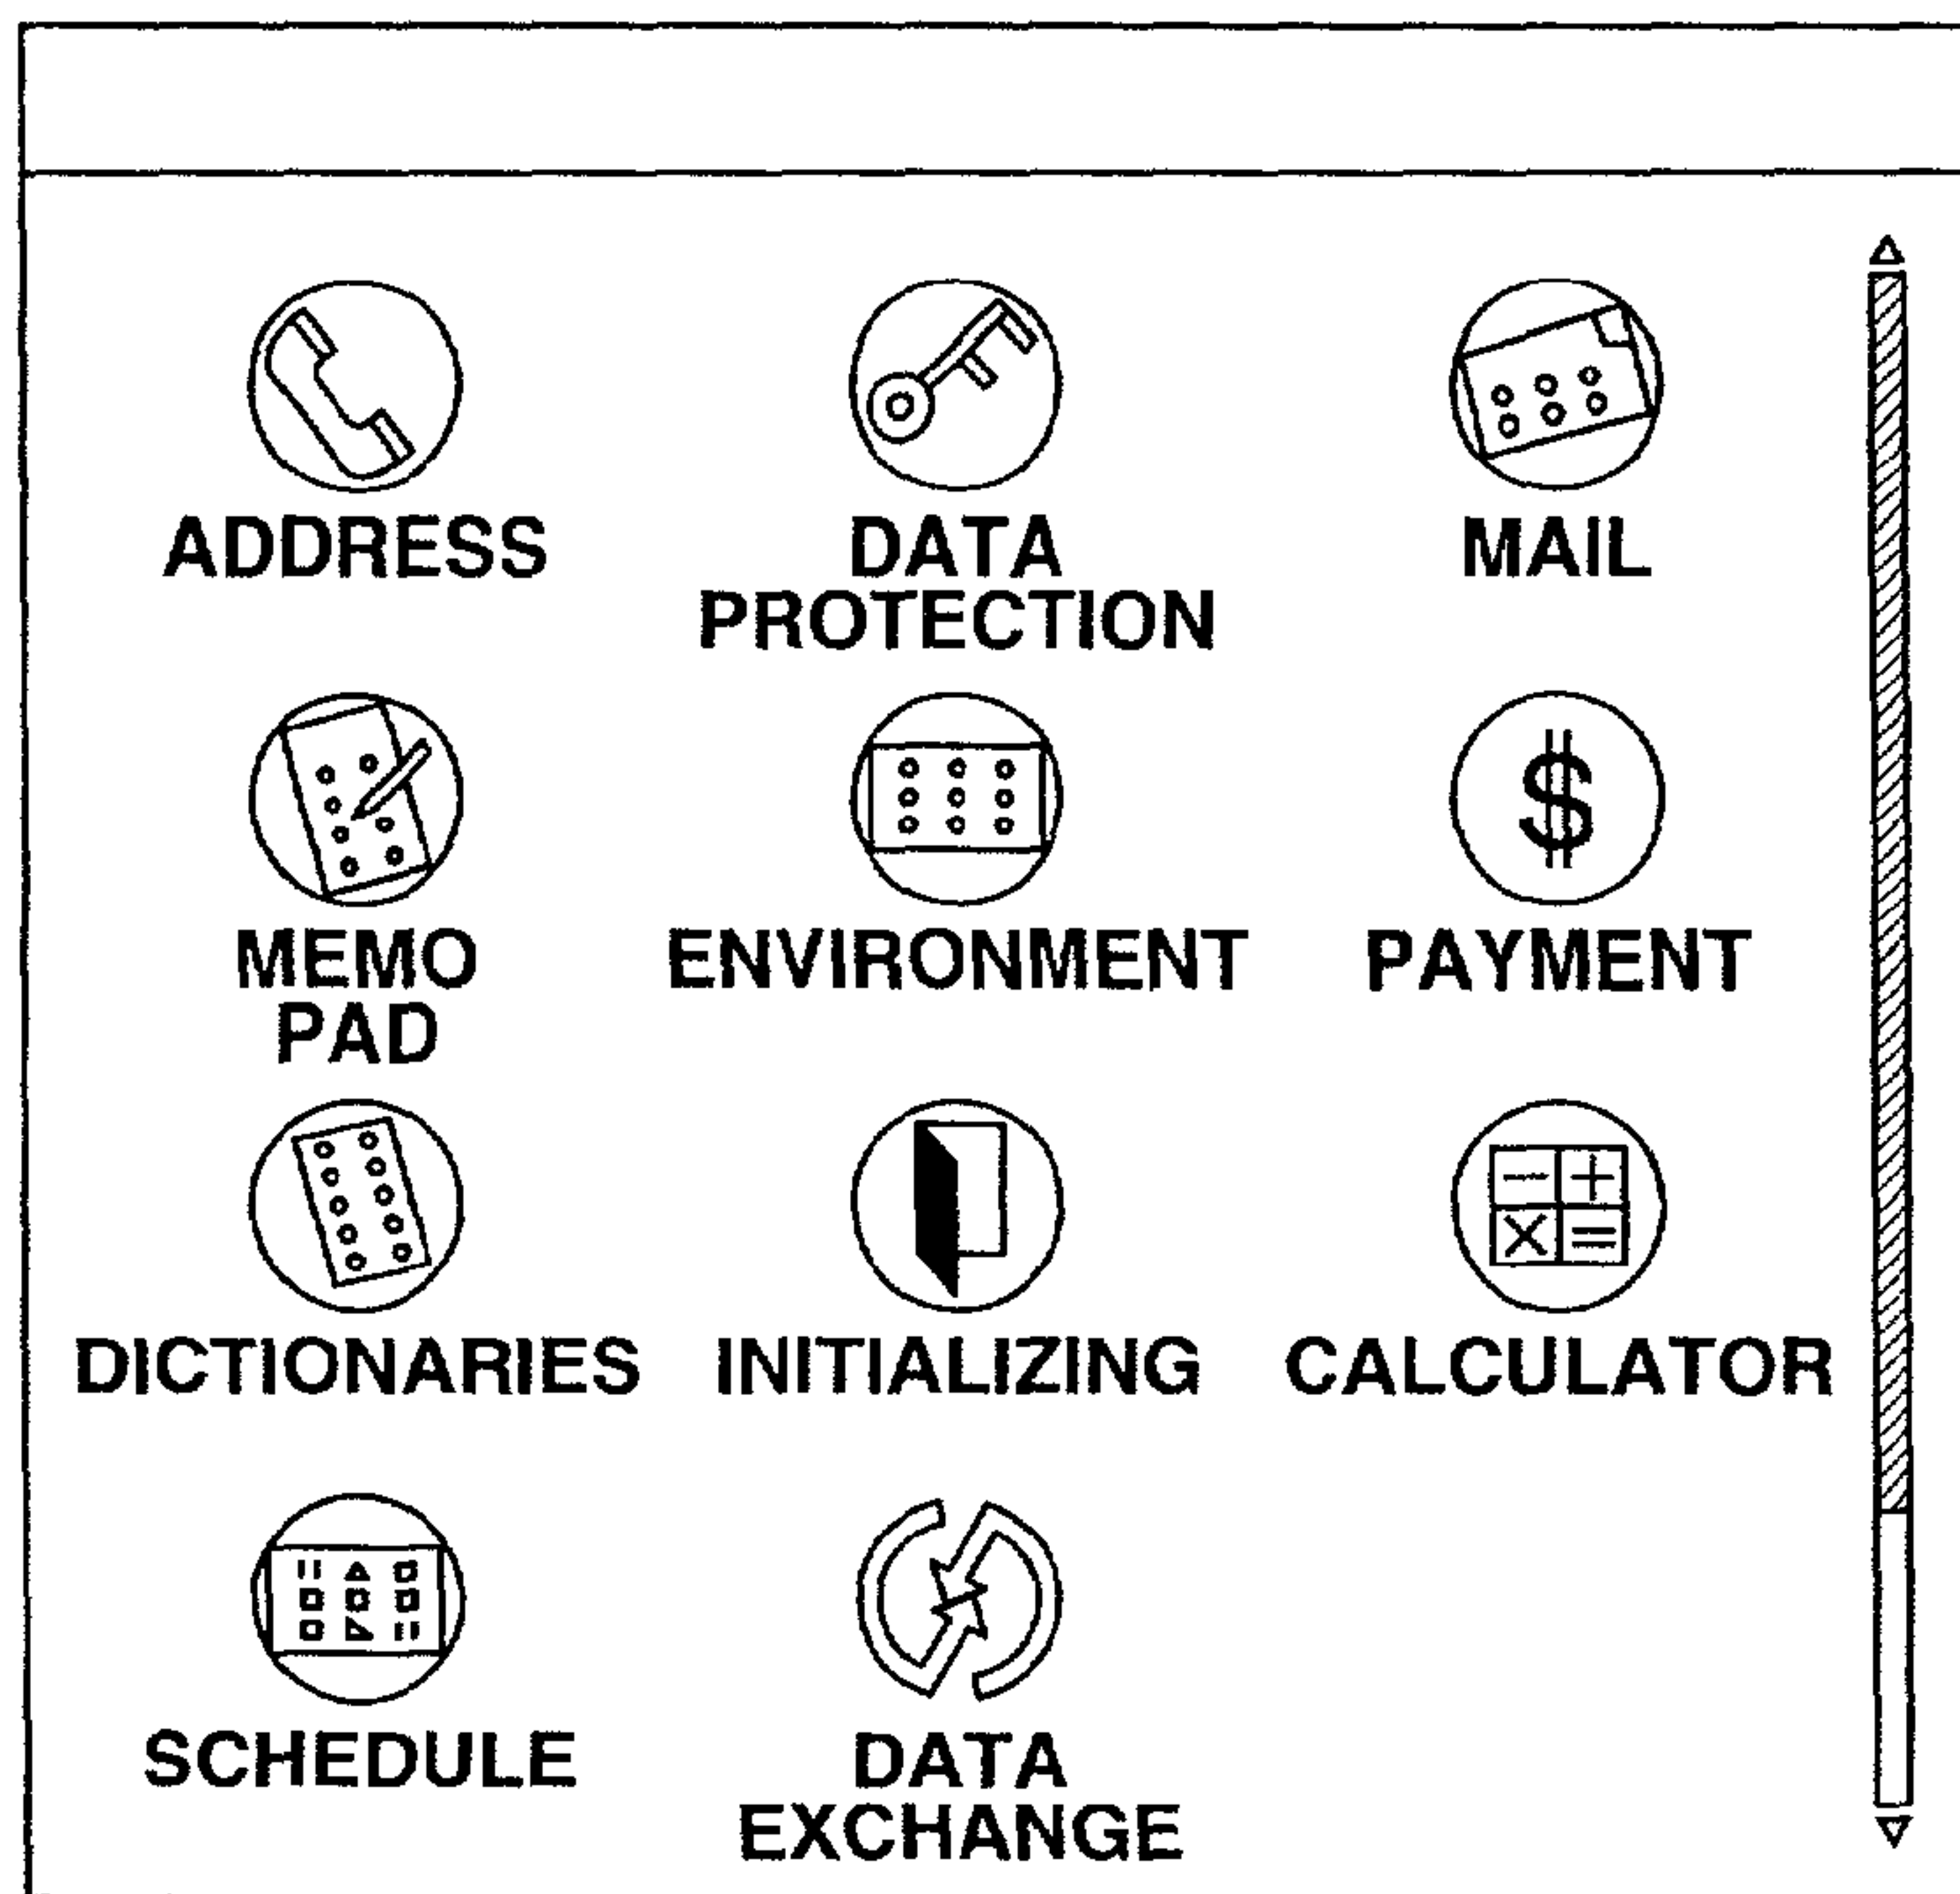 ADDRESS
DATA
PROTECTION
MAIL
MEMO
PAD
ENVIRONMENT
$
PAYMENT
DICTIONARIES
INITIALIZING
- +
X =
CALCULATOR
SCHEDULE
DATA
EXCHANGE